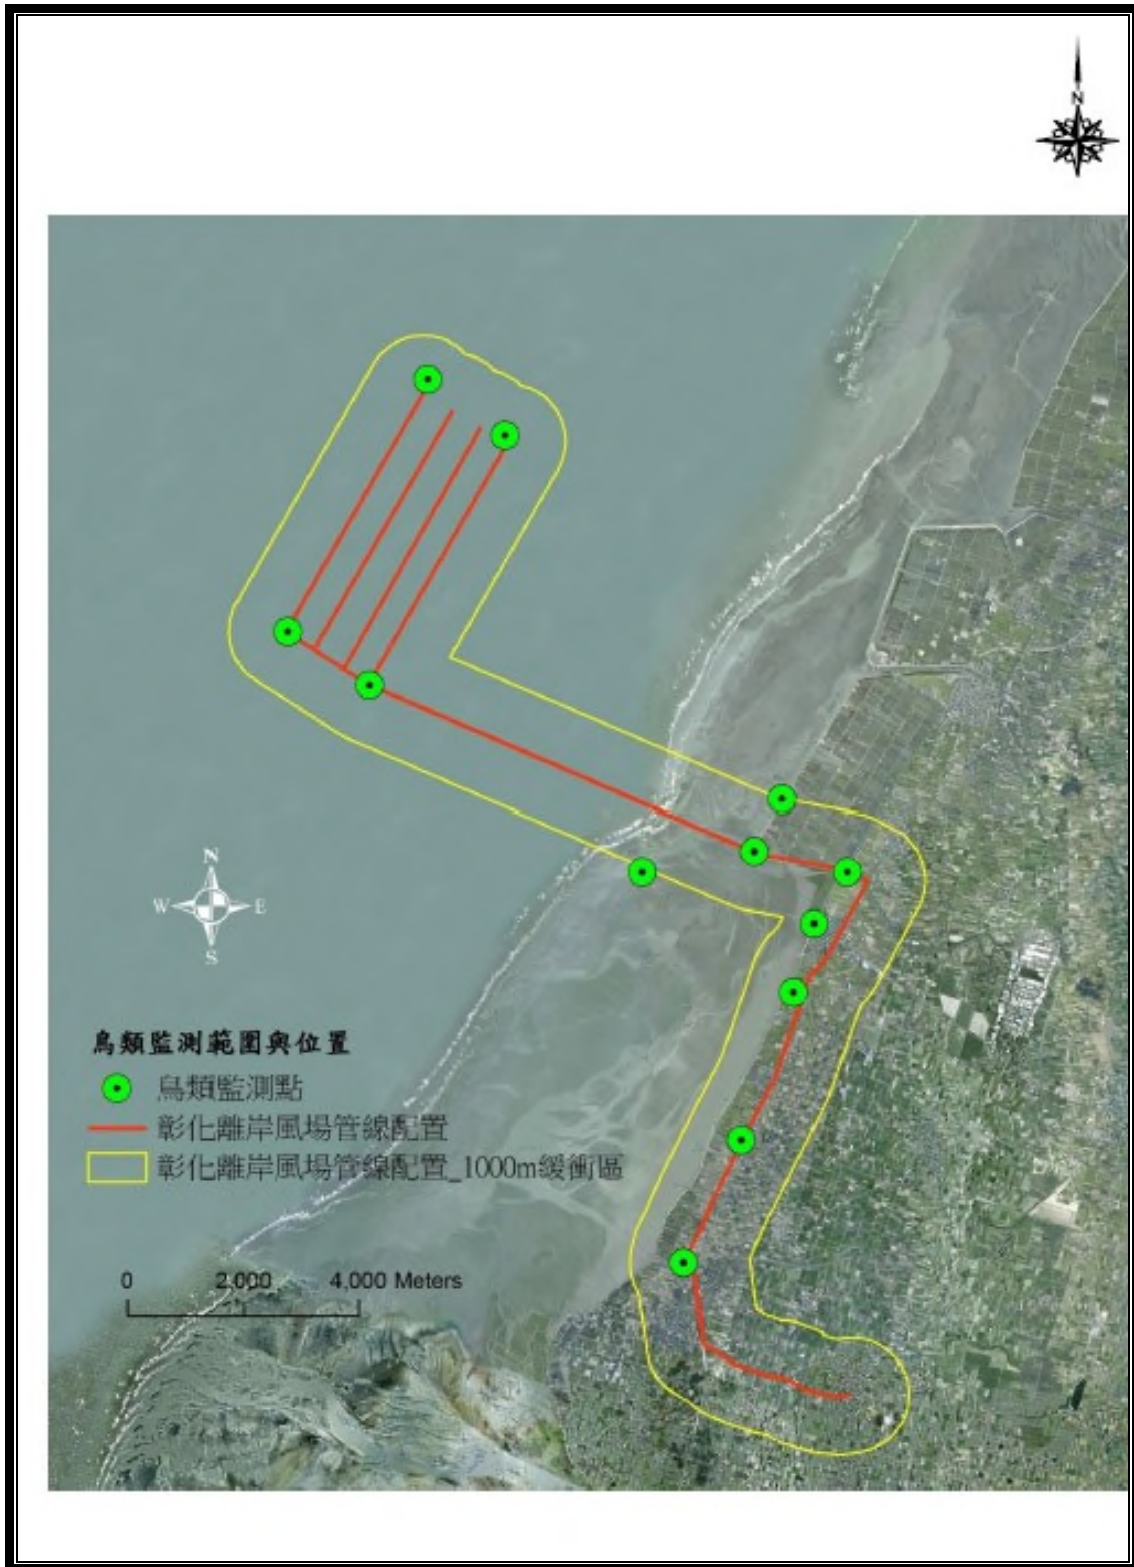 N
N
W E
S
鳥類監測範圍與位置
鳥類監測點
彰化離岸風場管線配置
彰化離岸風場管線配置_1000m緩衝區
0 2,000 4,000 Meters